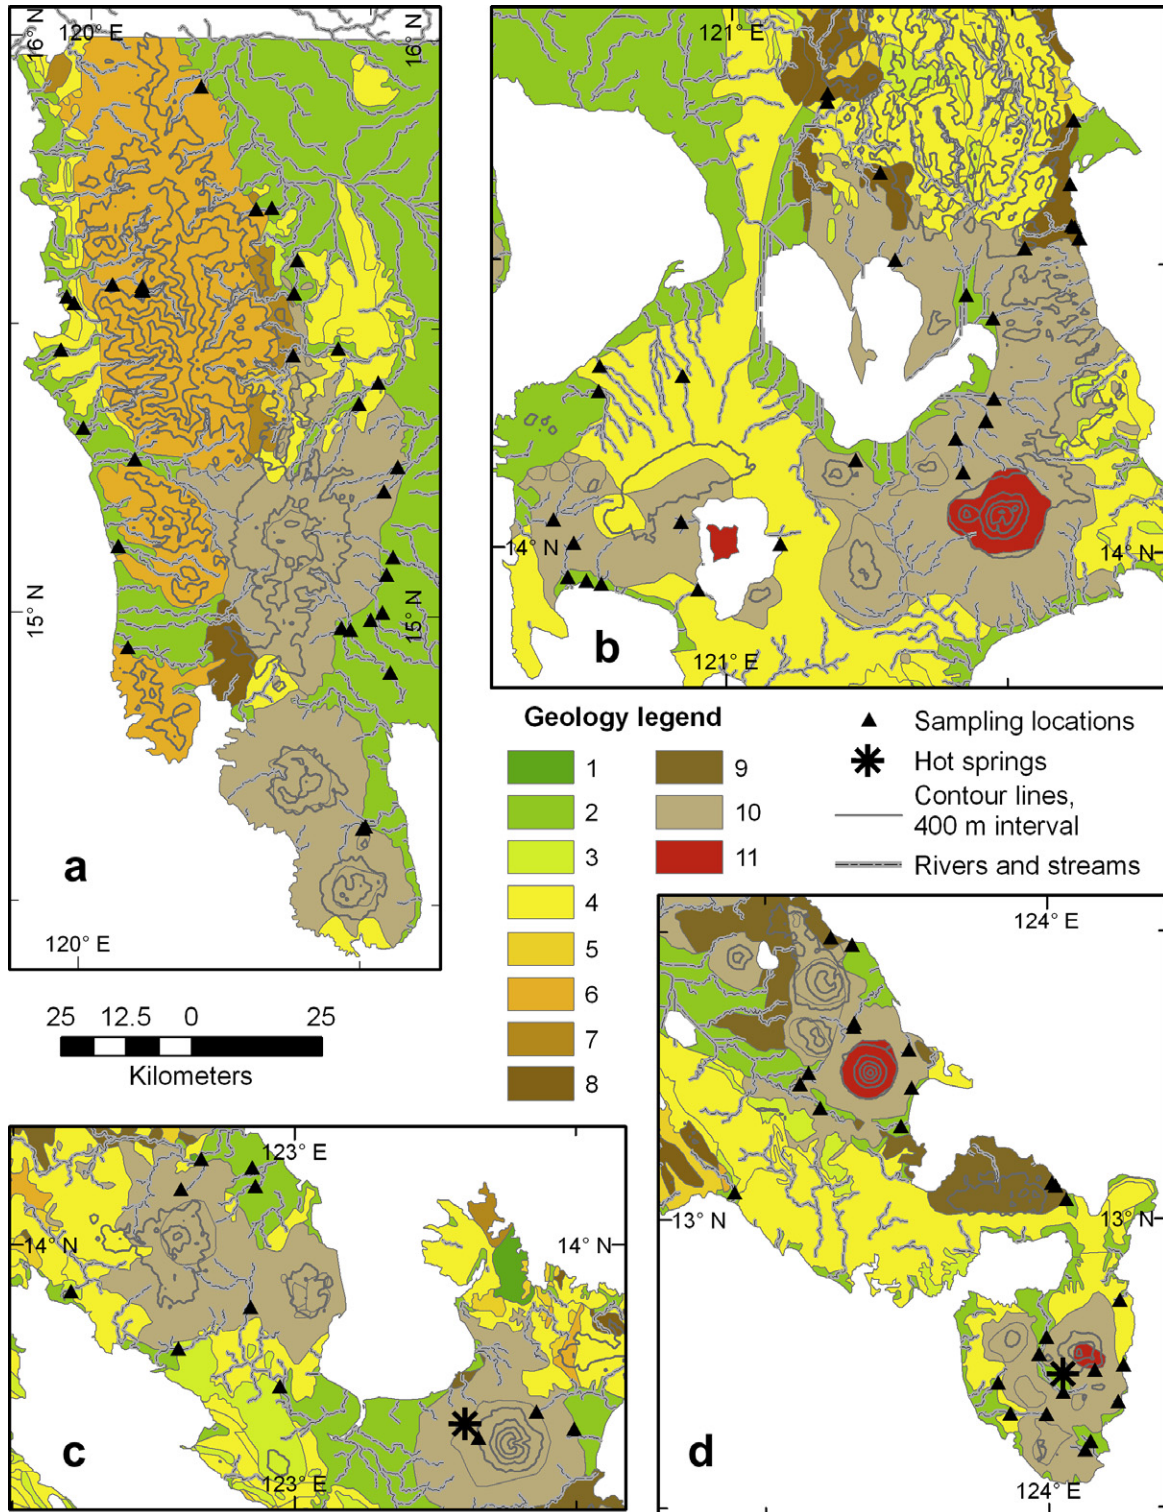 120° E
16° N
16° N
15° N
15° N
a
120° E
121° E
14° N
14° N
b
121° E
Geology legend
1
2
3
4
5
6
7
8
9
10
11
Sampling locations
Hot springs
Contour lines,
400 m interval
Rivers and streams
25 12.5 0 25
Kilometers
123° E
14° N
14° N
c
123° E
124° E
13° N
13° N
d
124° E